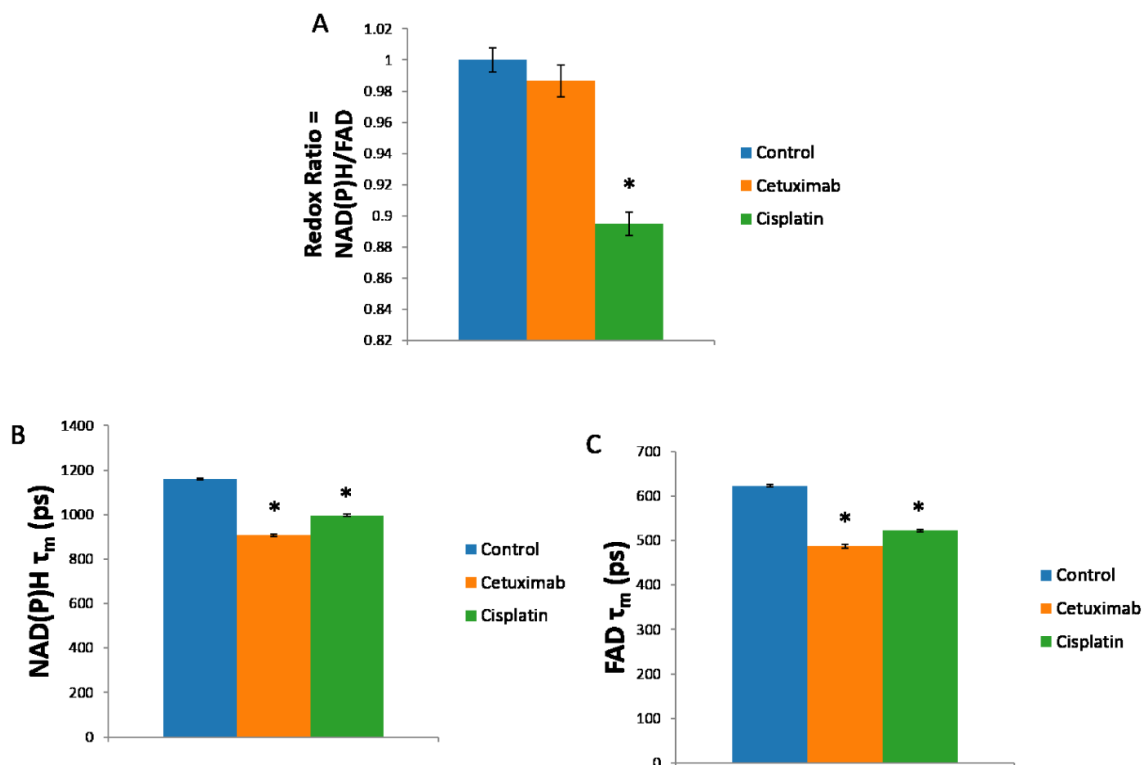 A
Redox Ratio =
NAD(P)H/FAD
1.02
1
0.98
0.96
0.94
0.92
0.9
0.88
0.86
0.84
0.82
*
Control
Cetuximab
Cisplatin
B
NAD(P)H τm (ps)
1400
1200
1000
800
600
400
200
0
* *
Control
Cetuximab
Cisplatin
C
FAD τm (ps)
700
600
500
400
300
200
100
0
* *
Control
Cetuximab
Cisplatin